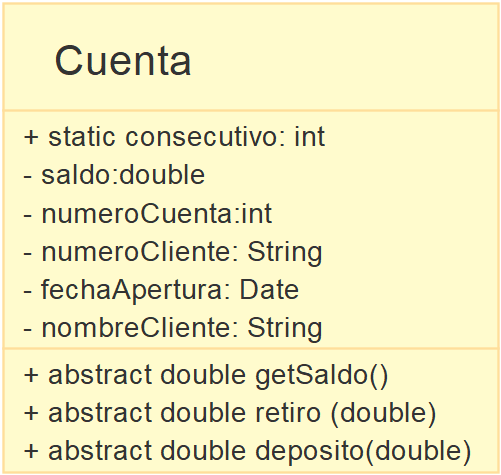 Cuenta
+ static consecutivo: int
- saldo:double
- numeroCuenta:int
- numeroCliente: String
- fechaApertura: Date
- nombreCliente: String
+ abstract double getSaldo()
+ abstract double retiro (double)
+ abstract double deposito(double)